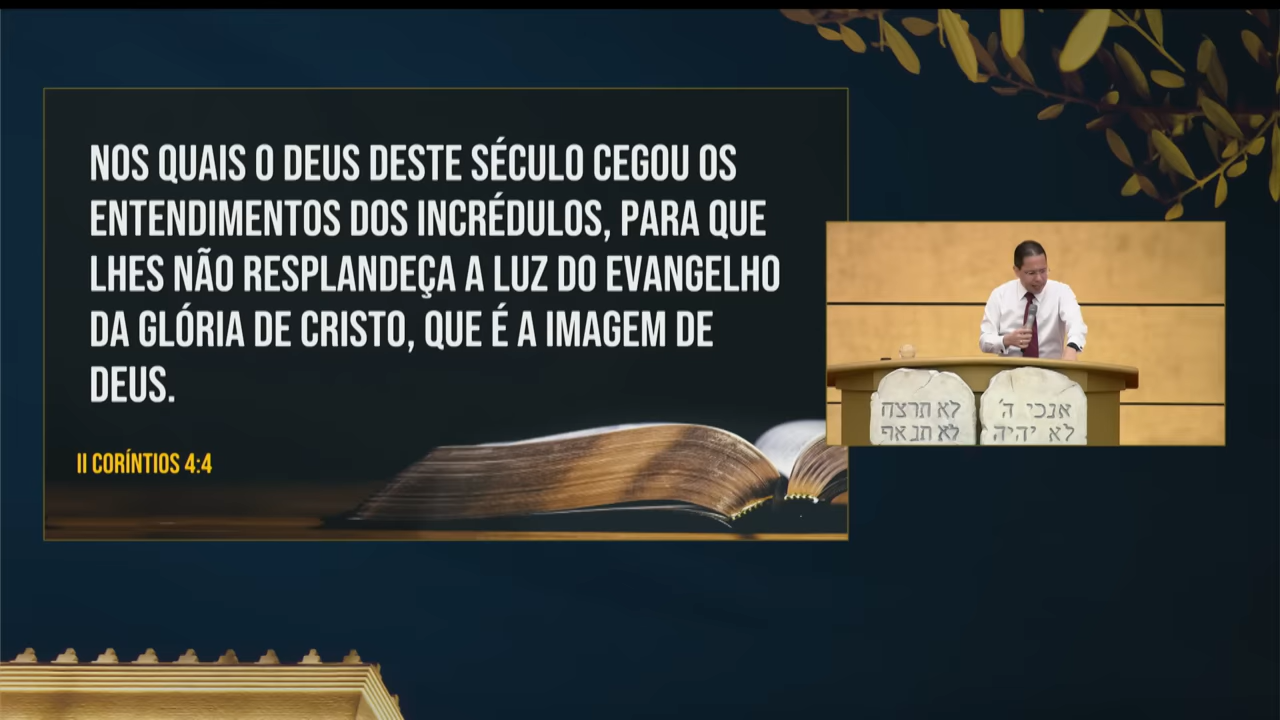 NOS QUAIS O DEUS DESTE SÉCULO CEGOU OS
ENTENDIMENTOS DOS INCRÉDULOS, PARA QUE
LHES NÃO RESPLANDEÇA A LUZ DO EVANGELHO
DA GLÓRIA DE CRISTO, QUE É A IMAGEM DE
DEUS.
II CORÍNTIOS 4:4
לא תרצח
לא תנאף
אנכי ה'
לא יהיה